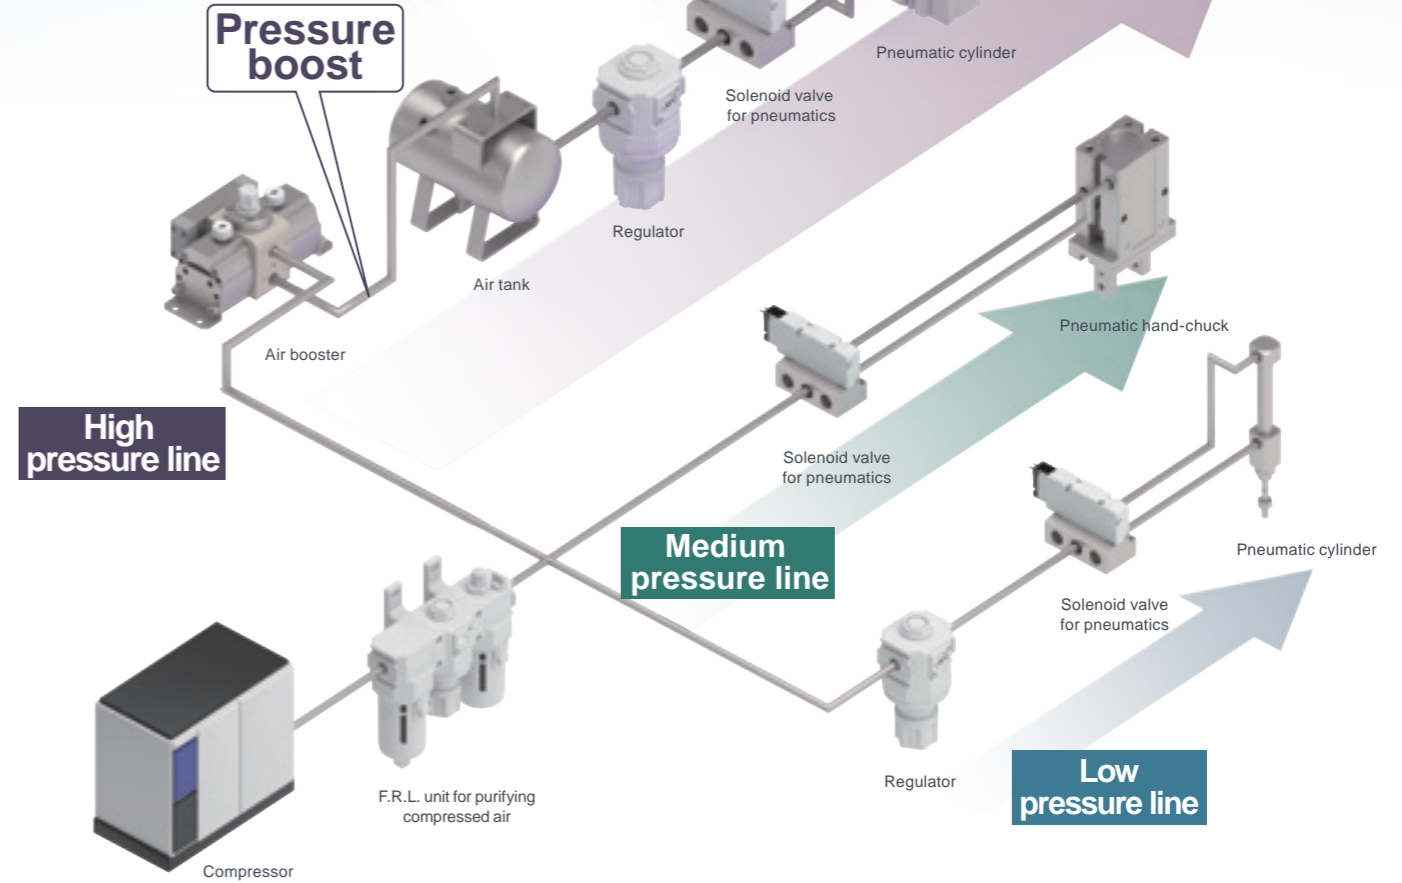 Pressure
boost
Pneumatic cylinder
Solenoid valve
for pneumatics
Regulator
Air tank
Air booster
Pneumatic hand-chuck
High
pressure line
Solenoid valve
for pneumatics
Medium
pressure line
Pneumatic cylinder
Solenoid valve
for pneumatics
Regulator
Low
pressure line
F.R.L. unit for purifying
compressed air
Compressor